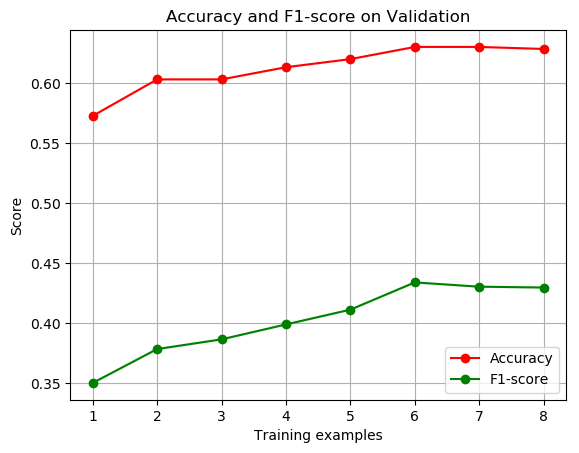 Accuracy and F1-score on Validation
Score
0.60
0.55
0.50
0.45
0.40
0.35
Accuracy
F1-score
1 2 3 4 5 6 7 8
Training examples